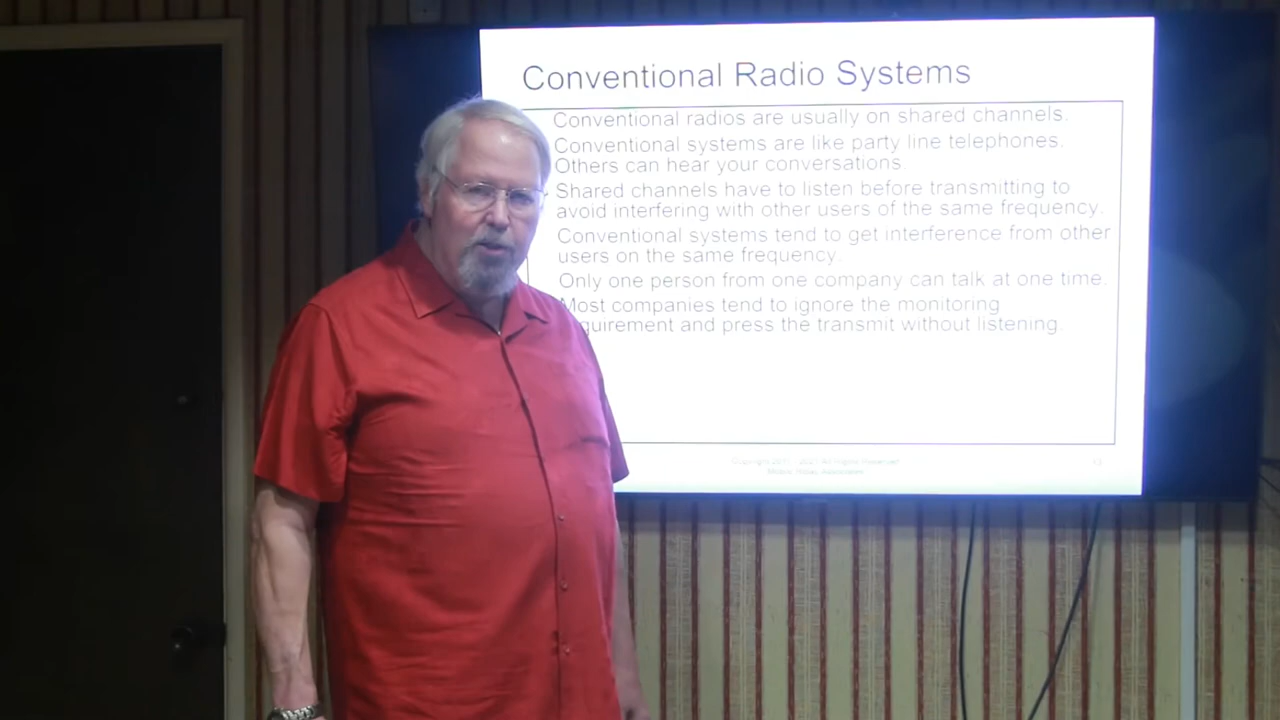 Conventional Radio Systems
Conventional radios are usually on shared channels.
Conventional systems are like party line telephones.
Others can hear your conversations.
Shared channels have to listen before transmitting to
avoid interfering with other users of the same frequency.
Conventional systems tend to get interference from other
users on the same frequency.
Only one person from one company can talk at one time.
Most companies tend to ignore the monitoring
quirement and press the transmit without listening.